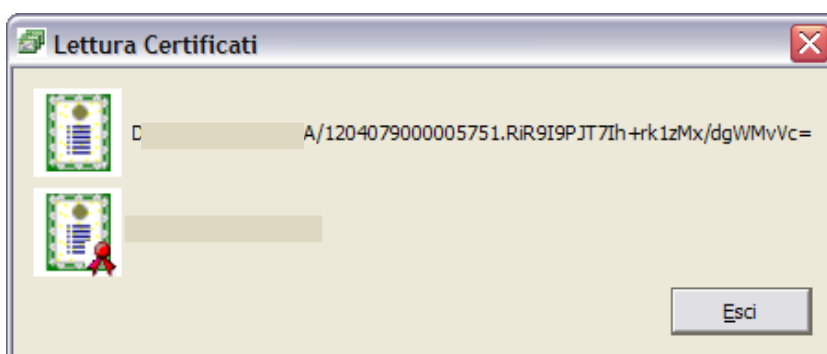 Lettura Certificati
D A/1204079000005751.RiR9I9PJT7Ih+rk1zMx/dgWMvVc=
Esci